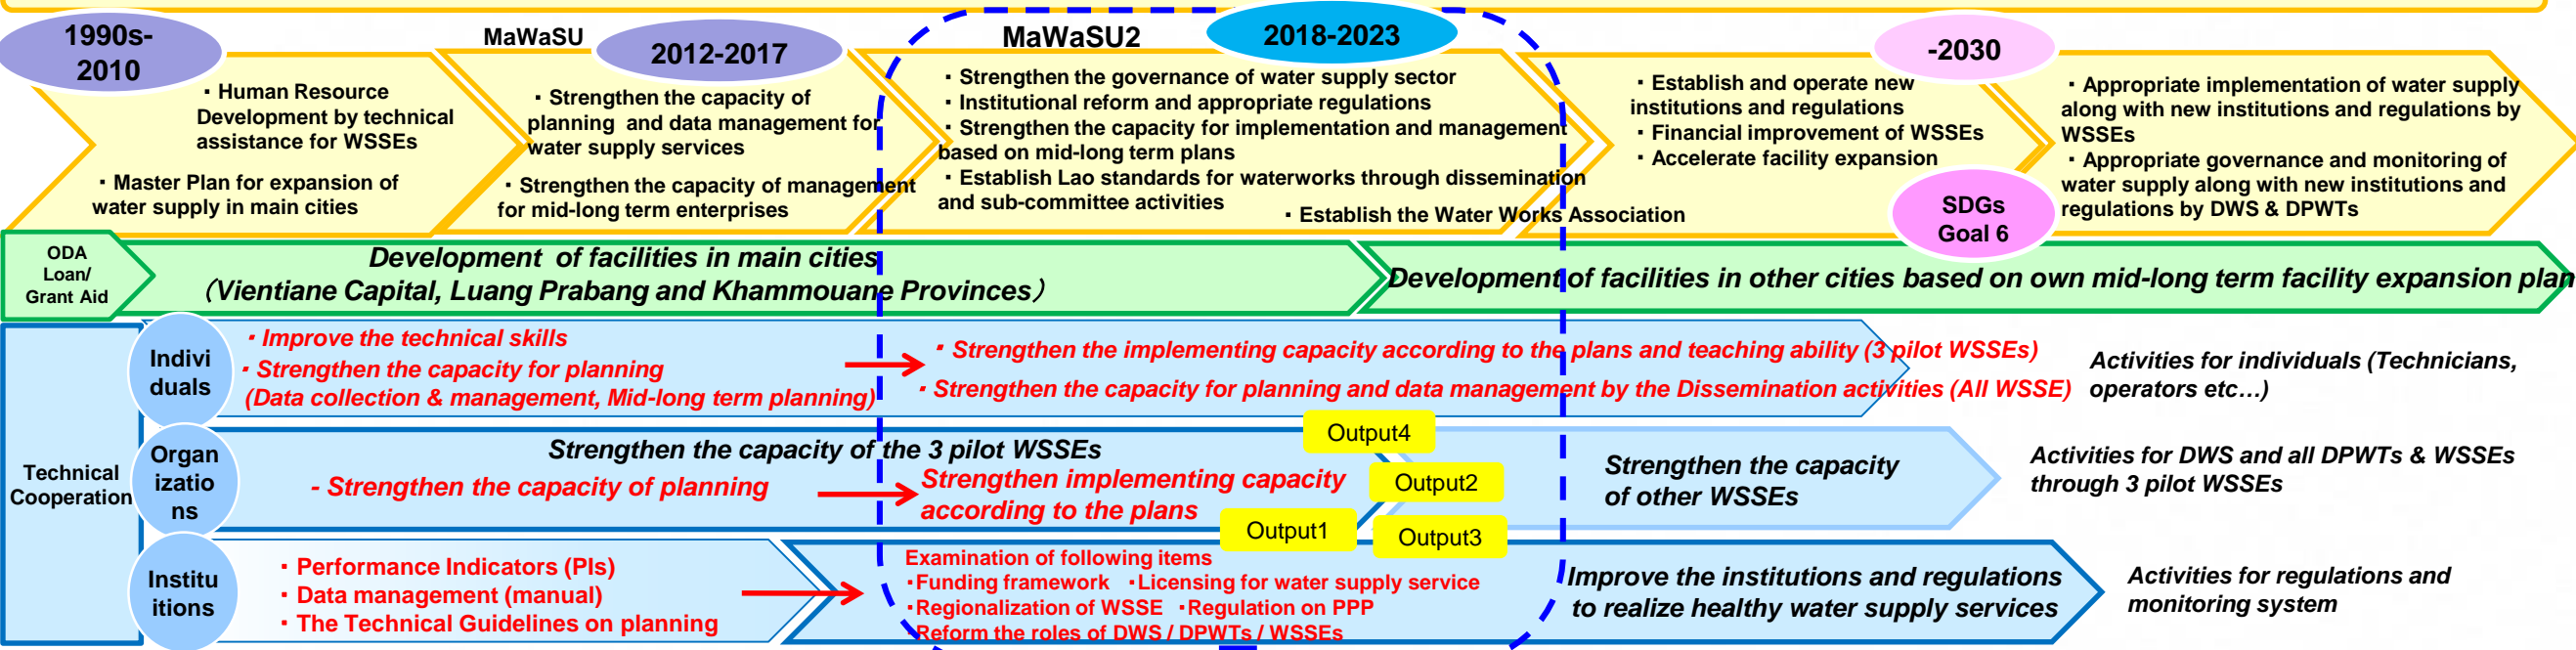 1990s-
2010
MaWaSU
2012-2017
MaWaSU2
2018-2023
-2030
・Human Resource
Development by technical
assistance for WSSEs
・Master Plan for expansion of
water supply in main cities
・Strengthen the capacity of
planning and data management for
water supply services
・Strengthen the capacity of management
for mid-long term enterprises
・Strengthen the governance of water supply sector
・Institutional reform and appropriate regulations
・Strengthen the capacity for implementation and management
based on mid-long term plans
・Establish Lao standards for waterworks through dissemination
and sub-committee activities
・Establish the Water Works Association
・Establish and operate new
institutions and regulations
・Financial improvement of WSSEs
・Accelerate facility expansion
SDGs
Goal 6
・Appropriate implementation of water supply
along with new institutions and regulations by
WSSEs
・Appropriate governance and monitoring of
water supply along with new institutions and
regulations by DWS & DPWTs
ODA
Loan/
Grant Aid
Development of facilities in main cities
（Vientiane Capital, Luang Prabang and Khammouane Provinces）
Development of facilities in other cities based on own mid-long term facility expansion plan
Technical
Cooperation
Indivi
duals
・Improve the technical skills
・Strengthen the capacity for planning
(Data collection & management, Mid-long term planning)
・Strengthen the implementing capacity according to the plans and teaching ability (3 pilot WSSEs)
・Strengthen the capacity for planning and data management by the Dissemination activities (All WSSE)
Activities for individuals (Technicians,
operators etc…)
Organ
izatio
ns
Strengthen the capacity of the 3 pilot WSSEs
- Strengthen the capacity of planning
Strengthen implementing capacity
according to the plans
Output4
Output2
Output1
Output3
Strengthen the capacity
of other WSSEs
Activities for DWS and all DPWTs & WSSEs
through 3 pilot WSSEs
Institu
itions
・Performance Indicators (PIs)
・Data management (manual)
・The Technical Guidelines on planning
Examination of following items
・Funding framework ・Licensing for water supply service
・Regionalization of WSSE ・Regulation on PPP
・Reform the roles of DWS / DPWTs / WSSEs
Improve the institutions and regulations
to realize healthy water supply services
Activities for regulations and
monitoring system